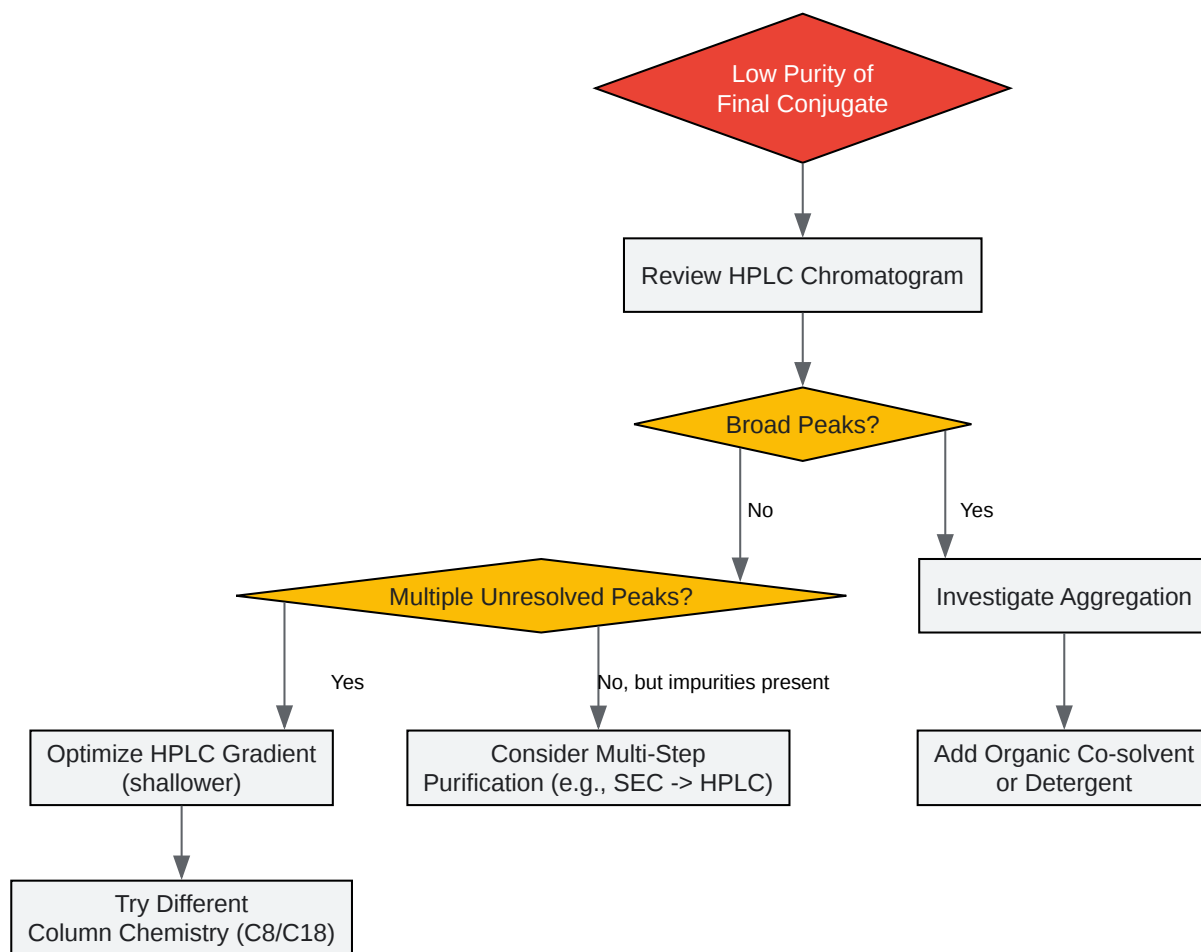 Low Purity of
Final Conjugate
Review HPLC Chromatogram
Broad Peaks?
No
Yes
Multiple Unresolved Peaks?
Investigate Aggregation
Yes
No, but impurities present
Optimize HPLC Gradient
(shallower)
Consider Multi-Step
Purification (e.g., SEC -> HPLC)
Add Organic Co-solvent
or Detergent
Try Different
Column Chemistry (C8/C18)